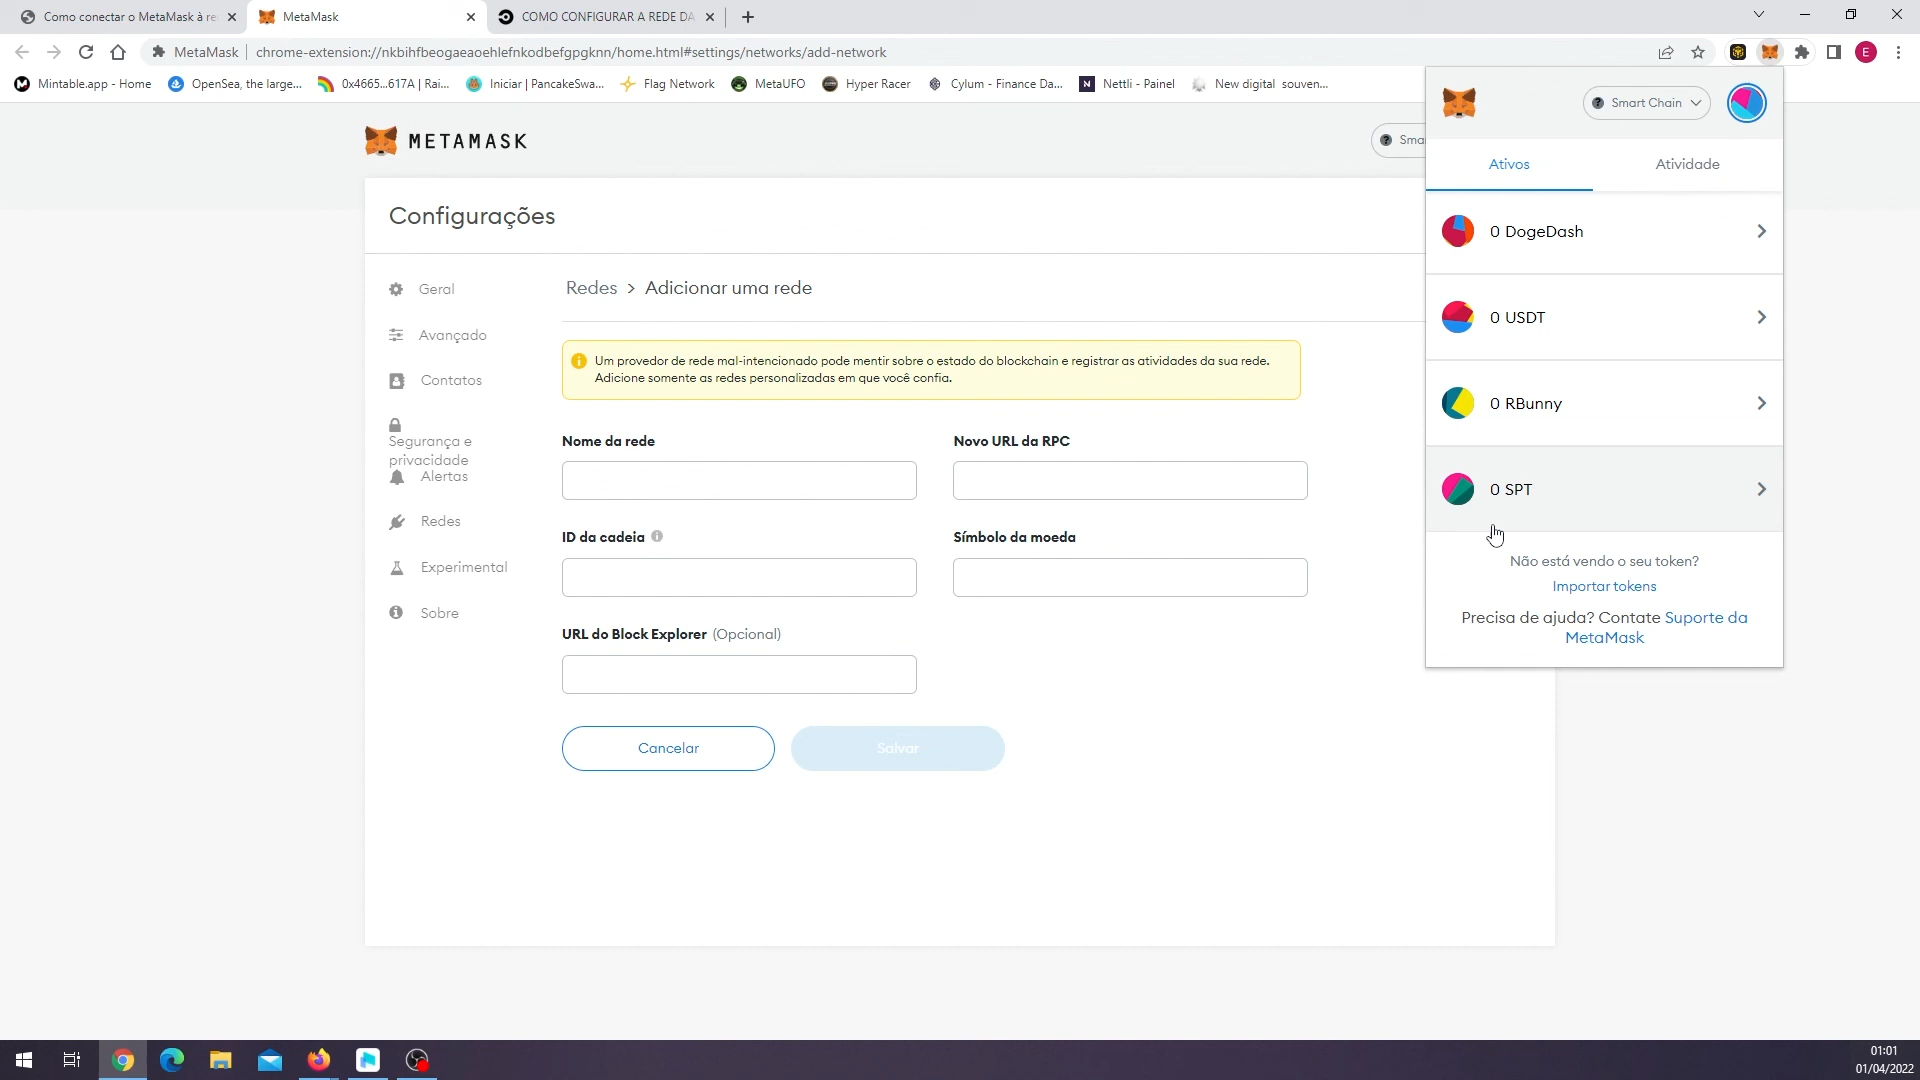 Como conectar o MetaMask à re
MetaMask
COMO CONFIGURAR A REDE DA
MetaMask
chrome-extension://nkbihfbeogaeaoehlefnkodbefgpgknn/home.html#settings/networks/add-network
E
Mintable.app - Home
OpenSea, the large...
0x4665...617A | Rai...
Iniciar | PancakeSwa...
Flag Network
MetaUFO
Hyper Racer
Cylum - Finance Da...
Nettli - Painel
New digital souven...
METAMASK
Sma
Configurações
Geral
Avançado
Contatos
Segurança e
privacidade
Alertas
Redes
Experimental
Sobre
Redes > Adicionar uma rede
Um provedor de rede mal-intencionado pode mentir sobre o estado do blockchain e registrar as atividades da sua rede.
Adicione somente as redes personalizadas em que você confia.
Nome da rede
Novo URL da RPC
ID da cadeia
Símbolo da moeda
URL do Block Explorer (Opcional)
Cancelar
Salvar
Smart Chain
Ativos
Atividade
0 DogeDash
0 USDT
0 RBunny
0 SPT
Não está vendo o seu token?
Importar tokens
Precisa de ajuda? Contate Suporte da
MetaMask
01:01
01/04/2022